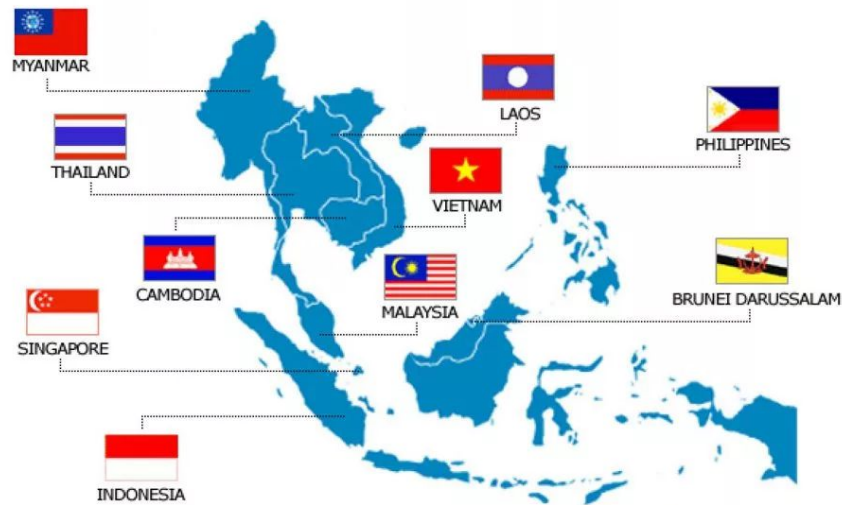 MYANMAR
LAOS
PHILIPPINES
THAILAND
VIETNAM
CAMBODIA
MALAYSIA
BRUNEI DARUSSALAM
SINGAPORE
INDONESIA